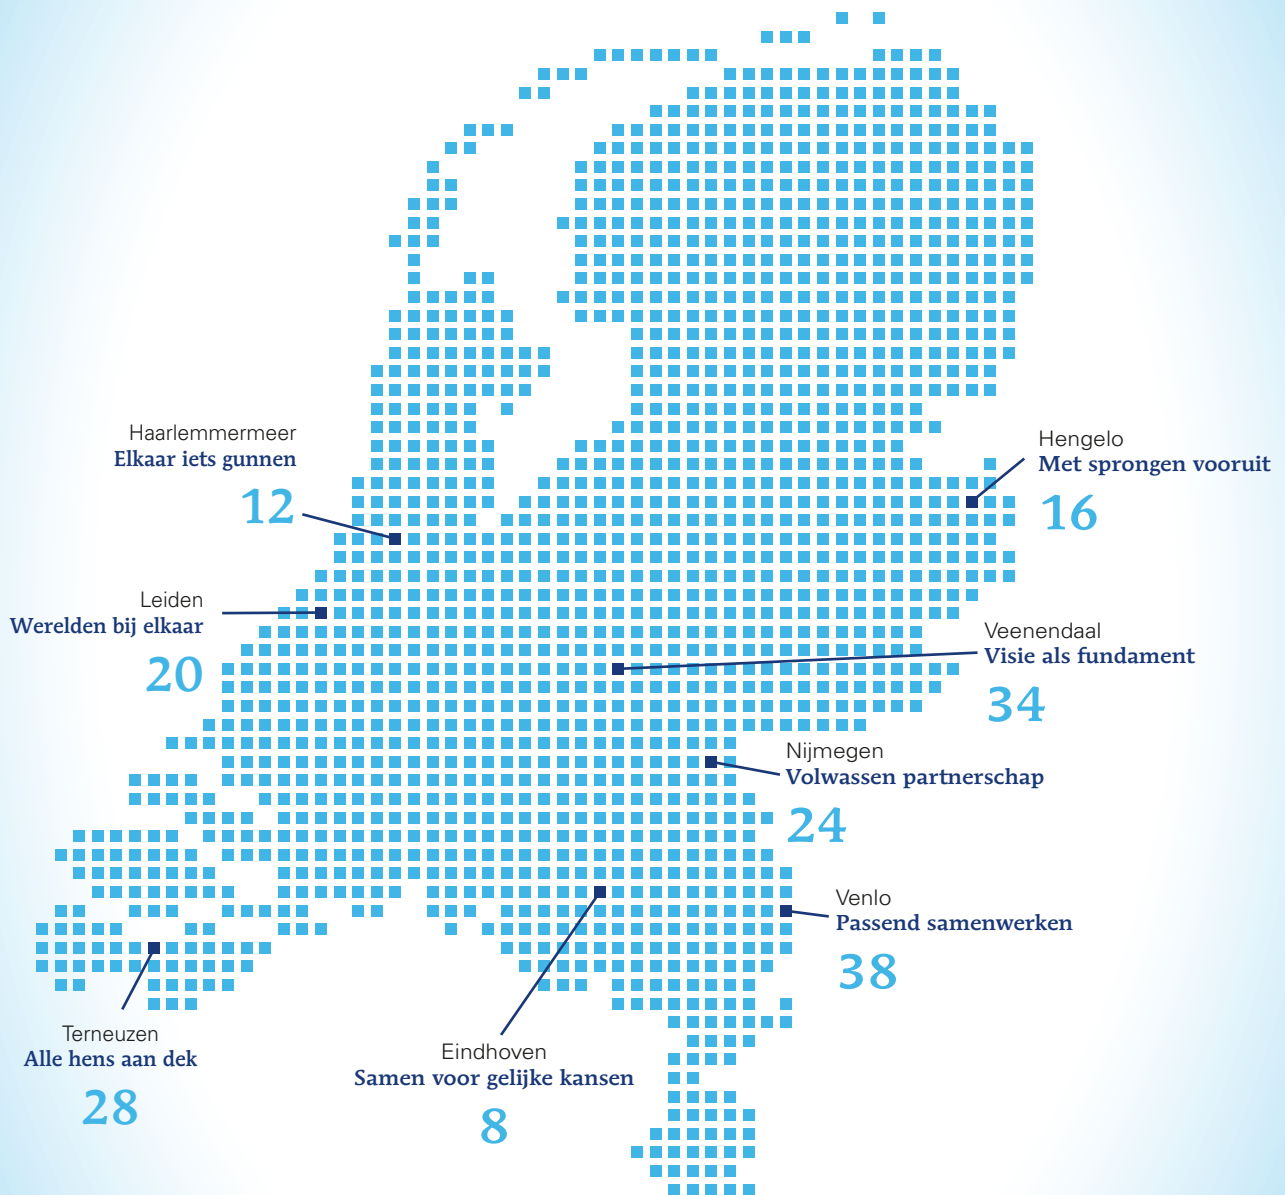 Haarlemmermeer
Elkaar iets gunnen
12
Hengelo
Met sprongen vooruit
16
Leiden
Werelden bij elkaar
20
Veenendaal
Visie als fundament
34
Nijmegen
Volwassen partnerschap
24
Venlo
Passend samenwerken
38
Terneuzen
Alle hens aan dek
28
Eindhoven
Samen voor gelijke kansen
8